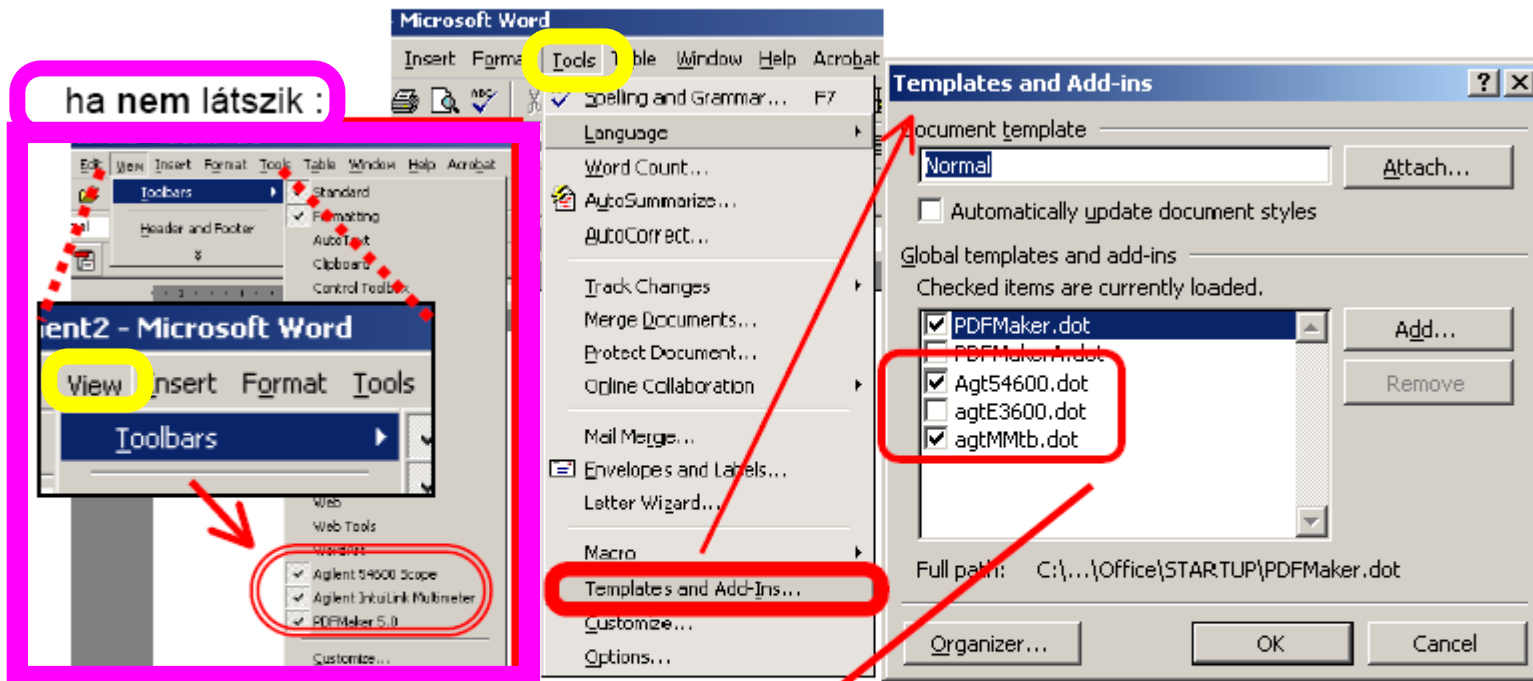 ha nem látszik :
Edit View Insert Format Tools Table Window Help Acrobat
Toolbars
Header and Footer
Standard
Formatting
AutoText
Clipboard
Control Toolbox
ent2 - Microsoft Word
View Insert Format Tools
Toolbars
Web
Web Tools
WordArt
Agilent 54600 Scope
Agilent IntuiLink Multimeter
PDFMaker 5.0
Customize...
- Microsoft Word
Insert Format Tools Table Window Help Acrobat
Spelling and Grammar... F7
Language
Word Count...
AutoSummarize...
AutoCorrect...
Track Changes
Merge Documents...
Protect Document...
Online Collaboration
Mail Merge...
Envelopes and Labels...
Letter Wizard...
Macro
Templates and Add-Ins...
Customize...
Options...
Templates and Add-ins
Document template
Normal
Attach...
Automatically update document styles
Global templates and add-ins
Checked items are currently loaded.
PDFMaker.dot
PDFMakerA.dot
Agt54600.dot
agtE3600.dot
agtMMtb.dot
Add...
Remove
Full path: C:\...\Office\STARTUP\PDFMaker.dot
Organizer...
OK
Cancel